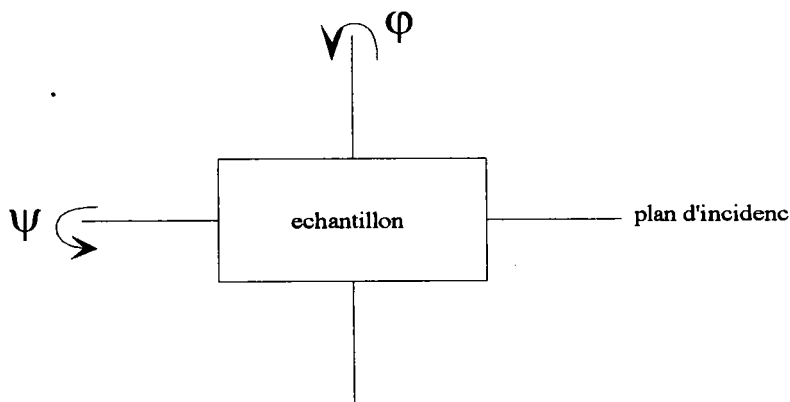 φ
ψ
echantillon
plan d'incidenc